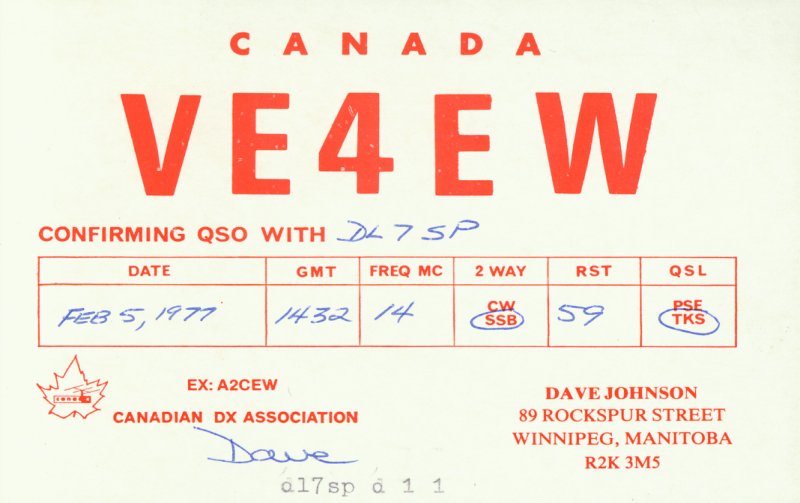 CANADA
VE4EW
CONFIRMING QSO WITH DL7SP
DATE GMT FREQ MC 2 WAY RST QSL
FEB 5, 1977 1432 14 CW SSB 59 PSE TKS
EX: A2CEW
CANADIAN DX ASSOCIATION
Dave
DAVE JOHNSON
89 ROCKSPUR STREET
WINNIPEG, MANITOBA
R2K 3M5
dl7sp d 1 1